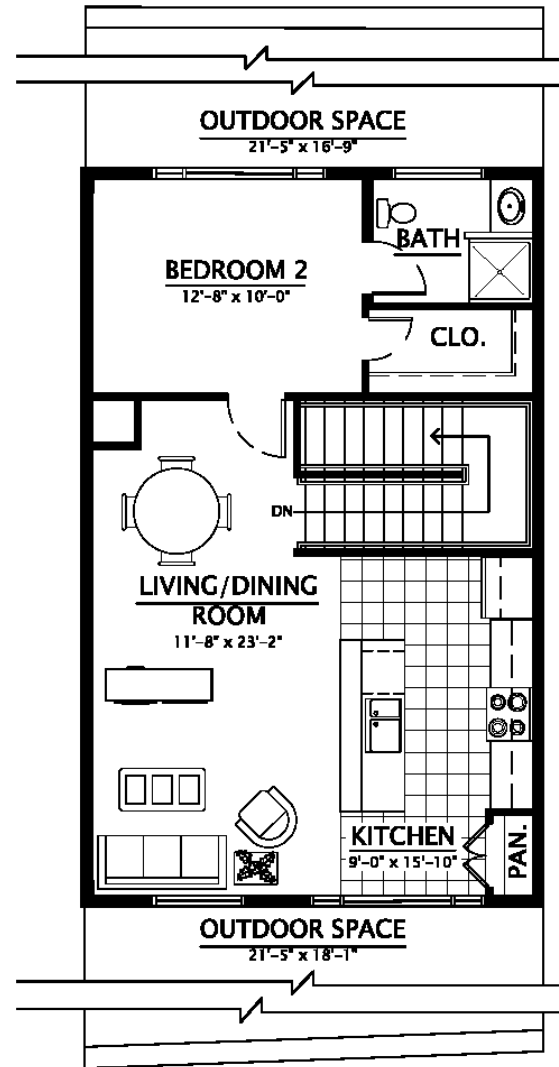 OUTDOOR SPACE
21'-5" x 16'-9"
BATH
BEDROOM 2
12'-8" x 10'-0"
CLO.
DN
LIVING/DINING
ROOM
11'-8" x 23'-2"
KITCHEN
9'-0" x 15'-10"
PAN.
OUTDOOR SPACE
21'-5" x 18'-1"